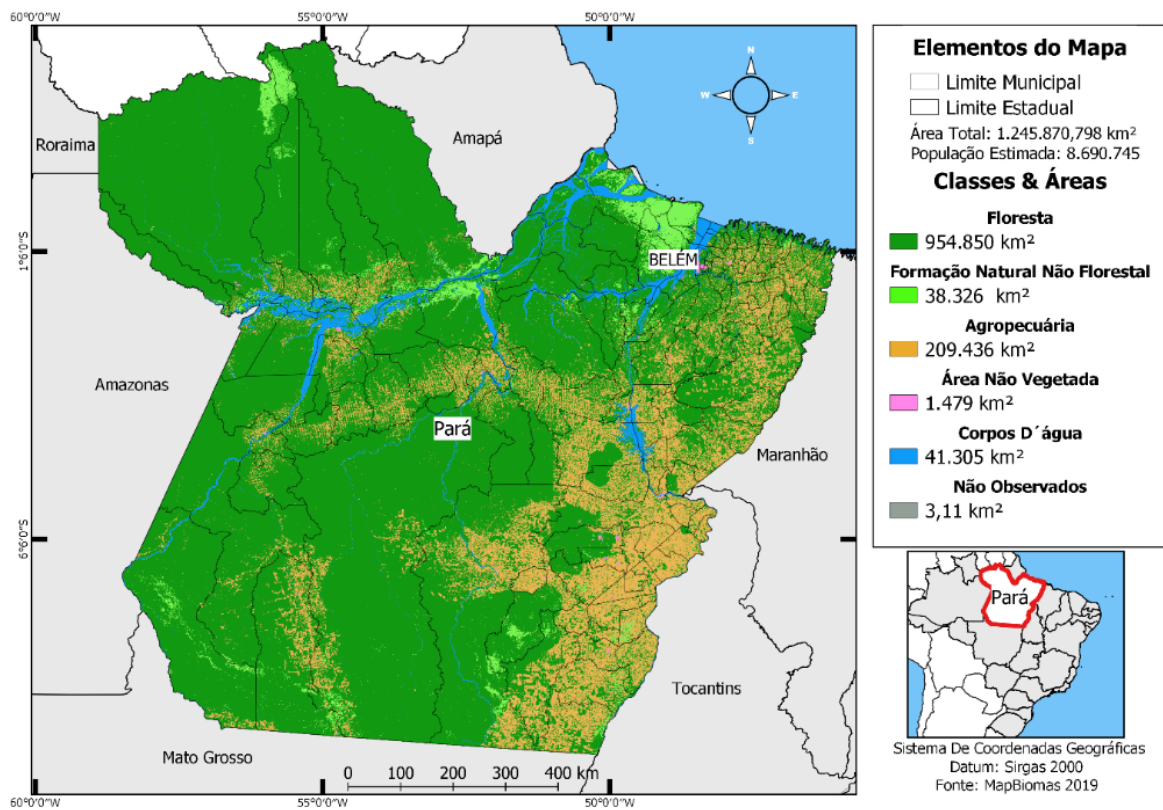 60°0'0"W
55°0'0"W
50°0'0"W
Roraima
Amapá
N
W
E
S
1°6'0"S
BELÉM
Amazonas
Pará
Maranhão
6°6'0"S
Tocantins
Mato Grosso
0 100 200 300 400 km
60°0'0"W
55°0'0"W
50°0'0"W
Elementos do Mapa
Limite Municipal
Limite Estadual
Área Total: 1.245.870,798 km²
População Estimada: 8.690.745
Classes & Áreas
Floresta
954.850 km²
Formação Natural Não Florestal
38.326 km²
Agropecuária
209.436 km²
Área Não Vegetada
1.479 km²
Corpos D´água
41.305 km²
Não Observados
3,11 km²
Pará
Sistema De Coordenadas Geográficas
Datum: Sirgas 2000
Fonte: MapBiomas 2019